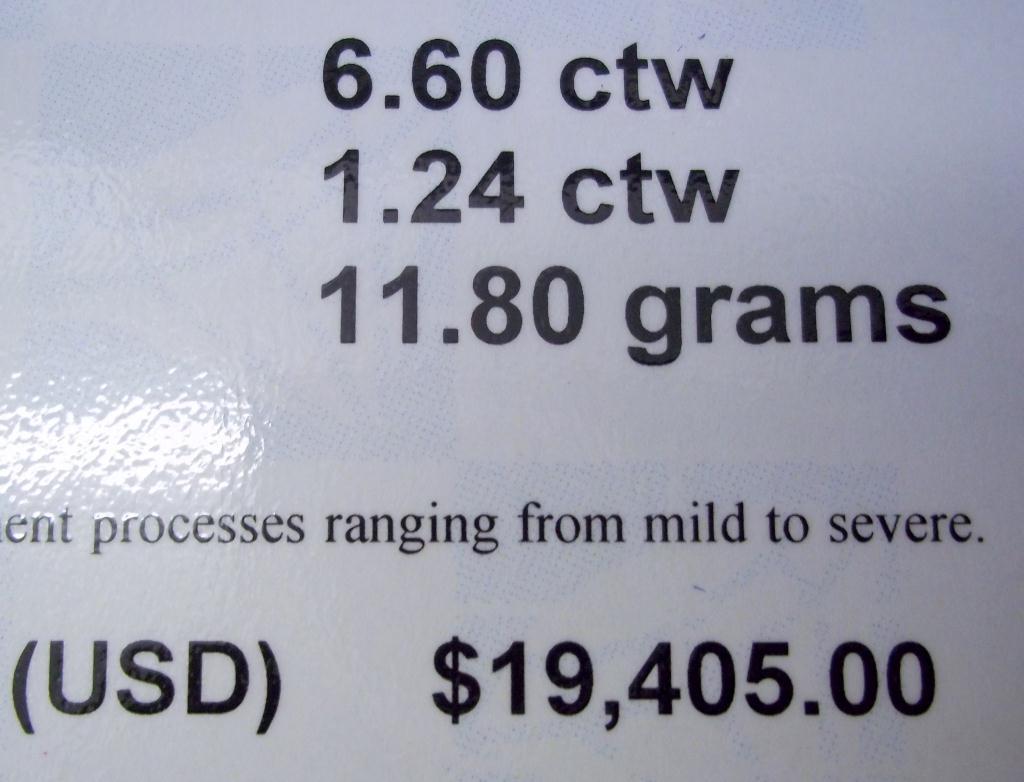 6.60 ctw
1.24 ctw
11.80 grams
ent processes ranging from mild to severe.
(USD) $19,405.00